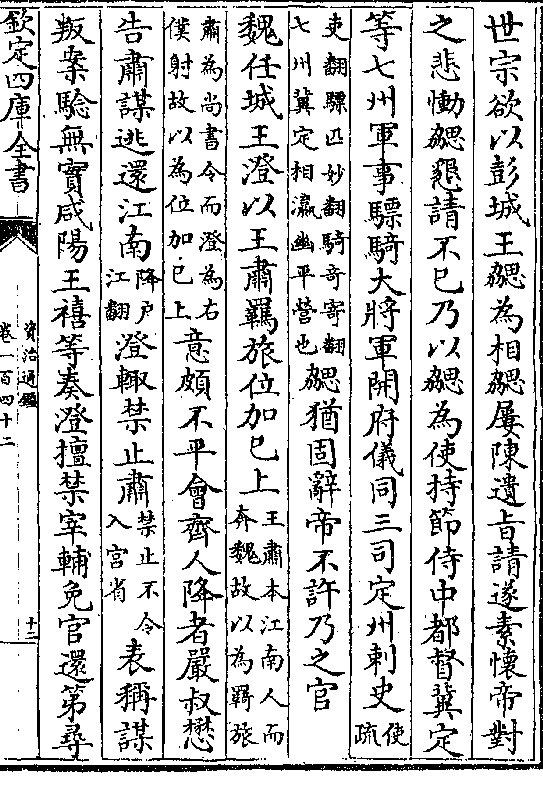 世宗欲以彭城王勰為相勰屢陳遺旨請遂素懷帝對
之悲慟勰懇請不已乃以勰為使持節侍中都督冀定
等七州軍事驃騎大將軍開府儀同三司定州刺史使疏
吏翻驃匹妙翻騎奇寄翻
七州冀定相瀛幽平營也勰猶固辭帝不許乃之官
魏任城王澄以王肅羈旅位加已上王肅本江南人而
奔魏故以為羈旅
肅為尚書令而澄為右
僕射故以為位加已上意頗不平會齊人降者嚴叔懋
告肅謀逃還江南降戶
江翻澄輒禁止肅禁止不令
入宮省表稱謀
叛案驗無實咸陽王禧等奏澄擅禁宰輔免官還第尋
欽定四庫全書
資治通鑑
卷一百四十二
十二